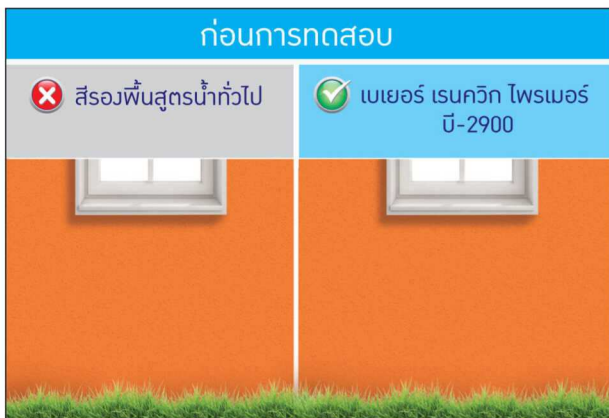 ก่อนการทดสอบ
สีรองพื้นสูตรน้ำทั่วไป
เบเยอร์ เรนควิก ไพรเมอร์
บี-2900